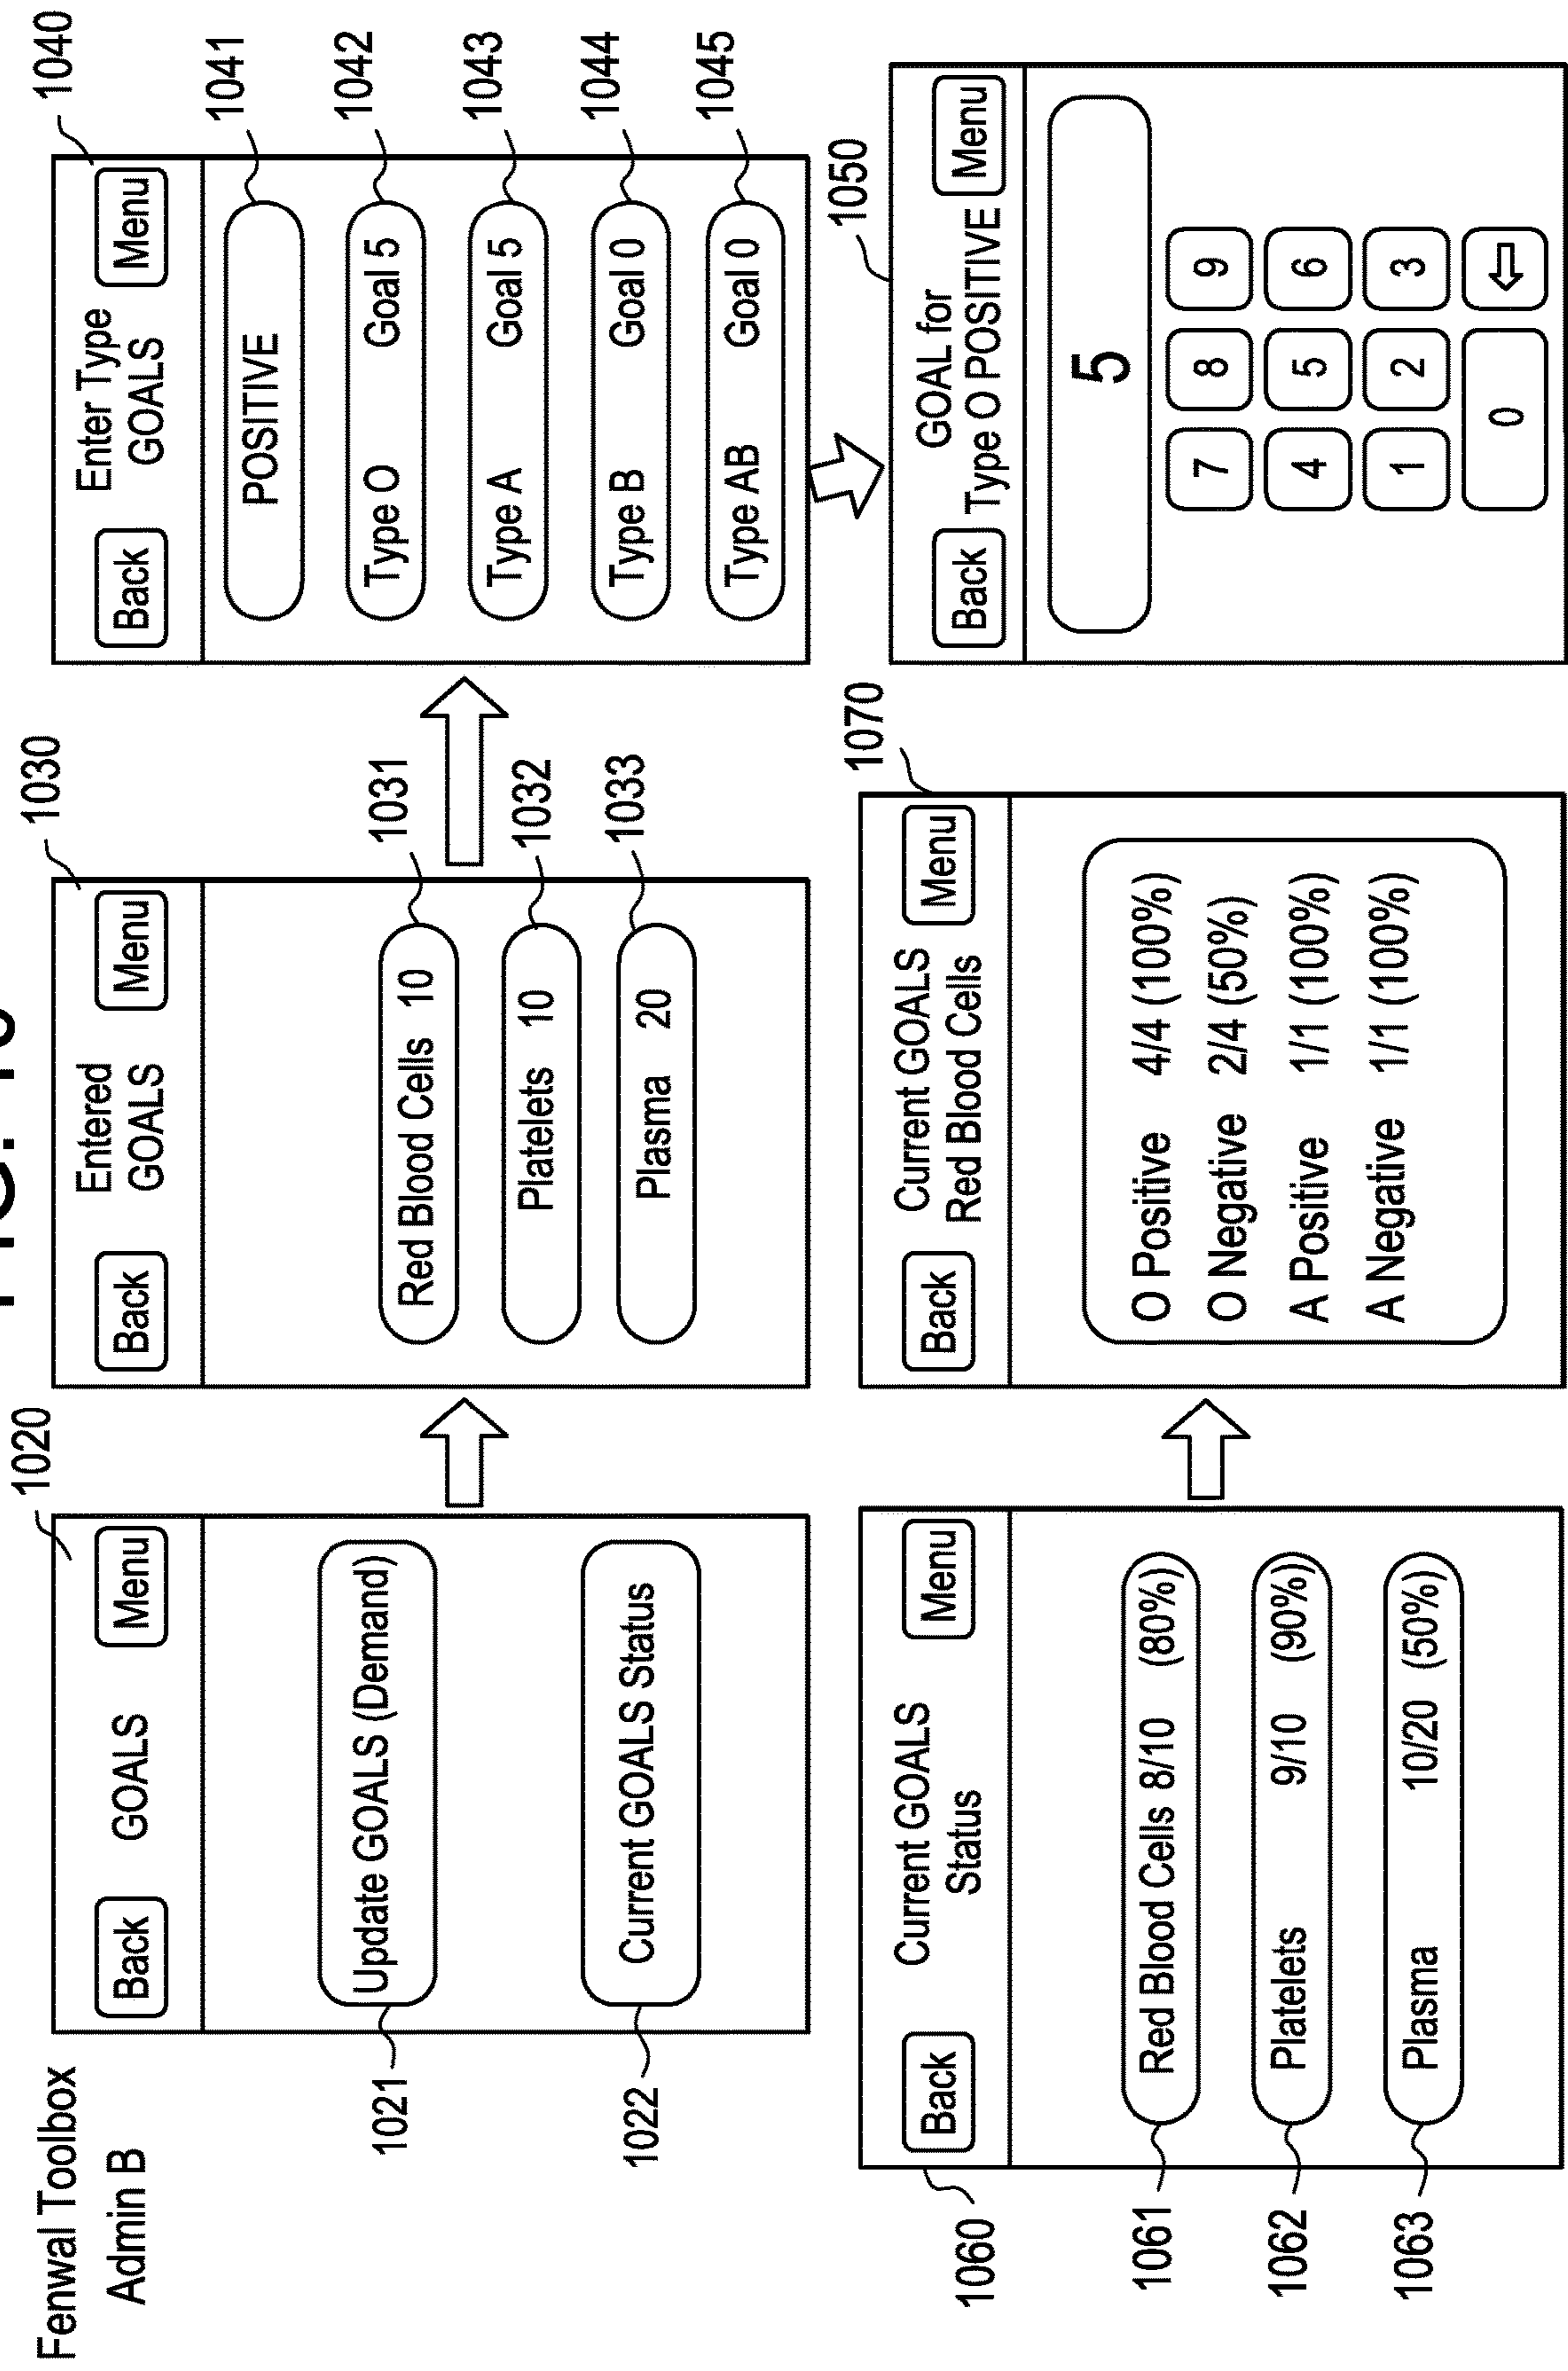 Fenwal Toolbox
Admin B
1020
Back
GOALS
Menu
1021
Update GOALS (Demand)
1022
Current GOALS Status
1030
Back
Entered
GOALS
Menu
Red Blood Cells 10
1031
Platelets 10
1032
Plasma 20
1033
1040
Back
Enter Type
GOALS
Menu
POSITIVE
1041
Type O Goal 5
1042
Type A Goal 5
1043
Type B Goal 0
1044
Type AB Goal 0
1045
1060
Back
Current GOALS
Status
Menu
1061
Red Blood Cells 8/10 (80%)
1062
Platelets 9/10 (90%)
1063
Plasma 10/20 (50%)
1070
Back
Current GOALS
Red Blood Cells
Menu
O Positive 4/4 (100%)
O Negative 2/4 (50%)
A Positive 1/1 (100%)
A Negative 1/1 (100%)
1050
Back
GOAL for
Type O POSITIVE
Menu
5
7 8 9
4 5 6
1 2 3
0 ⇦